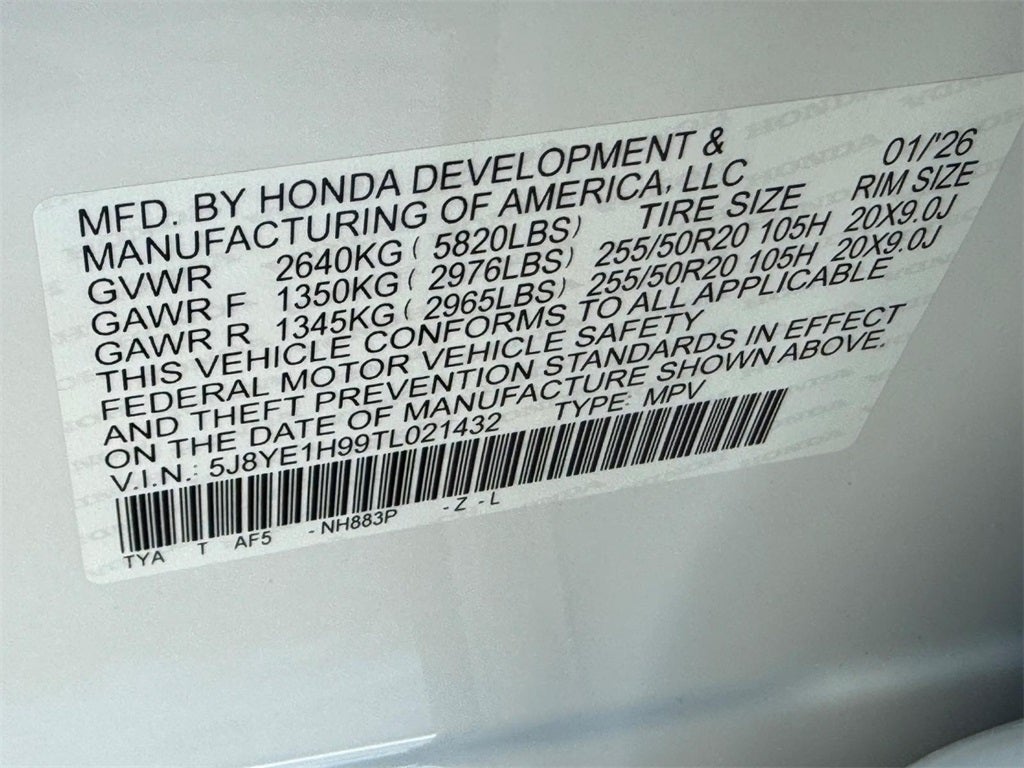 MFD. BY HONDA DEVELOPMENT & 01/'26
MANUFACTURING OF AMERICA, LLC
GVWR 2640KG ( 5820LBS) TIRE SIZE RIM SIZE
GAWR F 1350KG ( 2976LBS) 255/50R20 105H 20X9.0J
GAWR R 1345KG ( 2965LBS) 255/50R20 105H 20X9.0J
THIS VEHICLE CONFORMS TO ALL APPLICABLE
FEDERAL MOTOR VEHICLE SAFETY
AND THEFT PREVENTION STANDARDS IN EFFECT
ON THE DATE OF MANUFACTURE SHOWN ABOVE.
V.I.N.: 5J8YE1H99TL021432 TYPE: MPV
TYA T AF5 - NH883P - Z - L